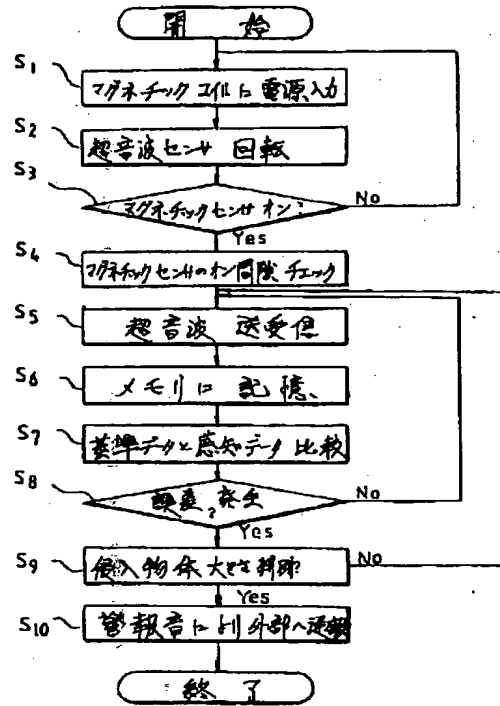 開 始
S1
マグネチックコイルに電源入力
S2
超音波センサ 回転
S3
マグネチックセンサオン?
No
Yes
S4
マグネチックセンサのオン間隙チェック
S5
超音波 送受信
S6
メモリに 記憶
S7
基準データと感知データ 比較
S8
誤差 発生
No
Yes
S9
侵入物体大きさ判断?
No
Yes
S10
警報音により外部へ
終 了